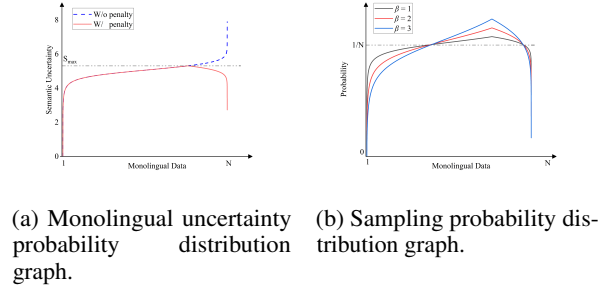 8
6
4
2
0
Semantic Uncertainty
S_max
W/o penalty
W/ penalty
1
Monolingual Data
N
β = 1
β = 2
β = 3
1/N
Probability
0
1
Monolingual Data
N
(a) Monolingual uncertainty
probability distribution
graph.
(b) Sampling probability dis-
tribution graph.